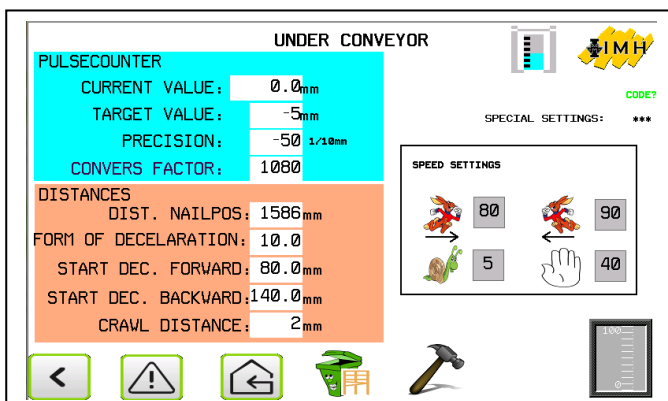 UNDER CONVEYOR
IMH
PULSECOUNTER
CURRENT VALUE: 0.0mm
CODE?
TARGET VALUE: -5mm
SPECIAL SETTINGS: ***
PRECISION: -50 1/10mm
CONVERS FACTOR: 1080
SPEED SETTINGS
DISTANCES
DIST. NAILPOS: 1586mm
80 90
FORM OF DECELARATION: 10.0
START DEC. FORWARD: 80.0mm
5 40
START DEC. BACKWARD: 140.0mm
CRAWL DISTANCE: 2mm
100
0